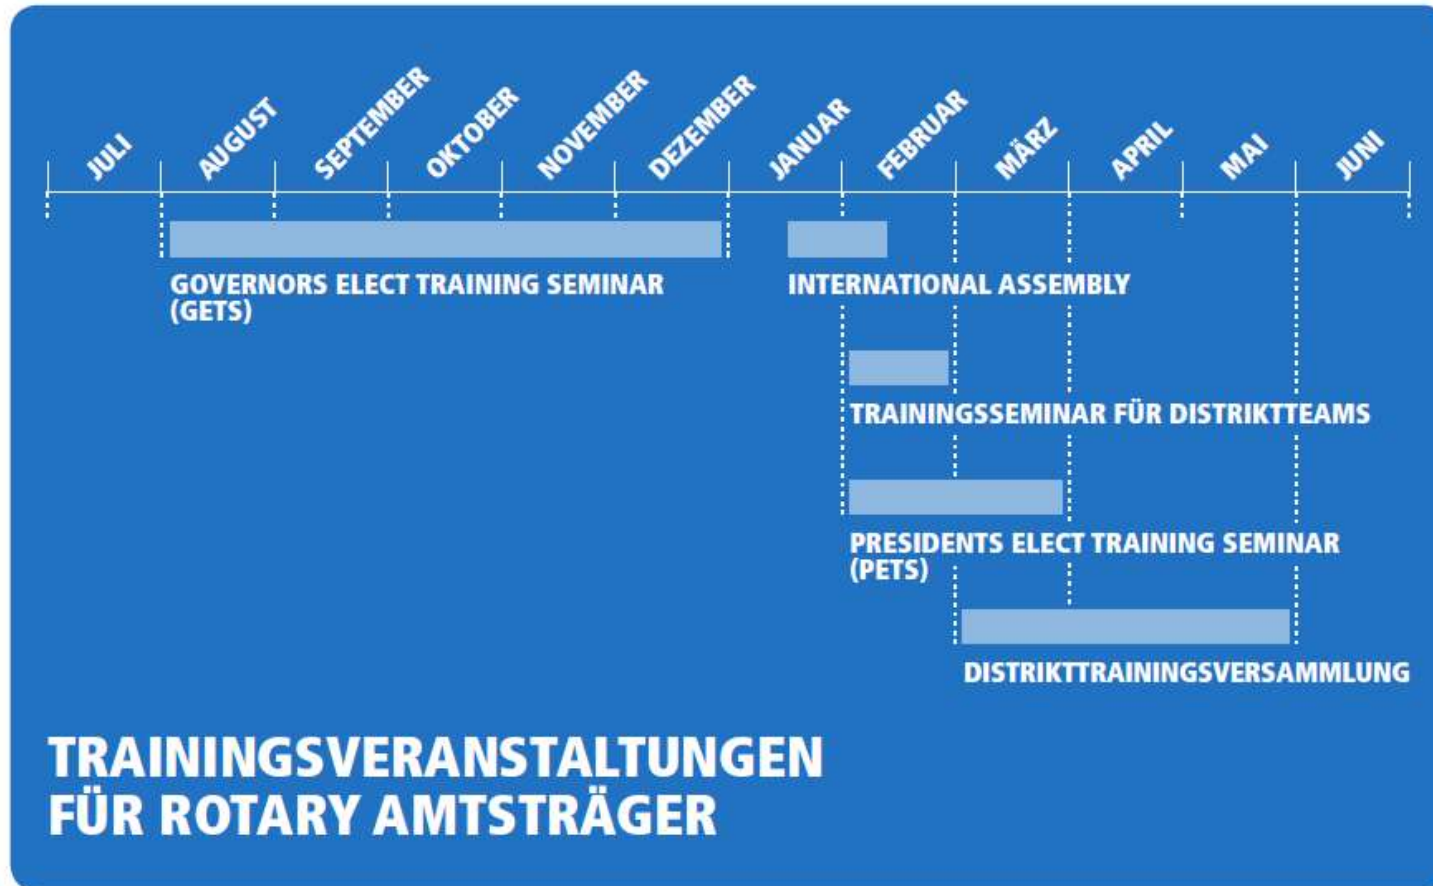 JULI
AUGUST
SEPTEMBER
OKTOBER
NOVEMBER
DEZEMBER
JANUAR
FEBRUAR
MÄRZ
APRIL
MAI
JUNI
GOVERNORS ELECT TRAINING SEMINAR
(GETS)
INTERNATIONAL ASSEMBLY
TRAININGSSEMINAR FÜR DISTRIKTTEAMS
PRESIDENTS ELECT TRAINING SEMINAR
(PETS)
DISTRIKTTRAININGSVERSAMMLUNG
TRAININGSVERANSTALTUNGEN
FÜR ROTARY AMTSTRÄGER